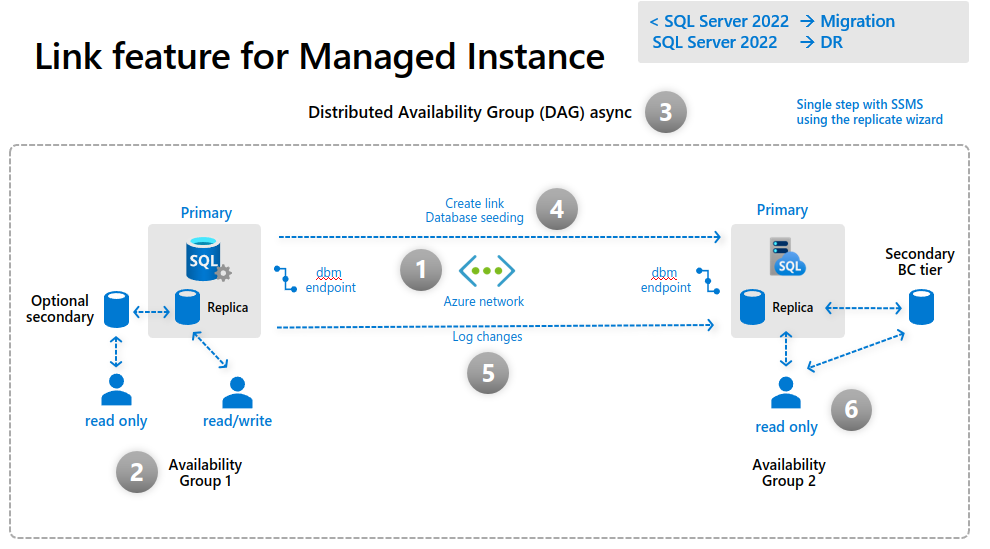 < SQL Server 2022 → Migration
SQL Server 2022 → DR
Link feature for Managed Instance
Distributed Availability Group (DAG) async
3
Single step with SSMS
using the replicate wizard
Primary
Create link
Database seeding
4
Primary
SQL
1
dbm
endpoint
Azure network
dbm
endpoint
SQL
Secondary
BC tier
Optional
secondary
Replica
Replica
Log changes
5
read only
read/write
read only
6
2
Availability
Group 1
Availability
Group 2